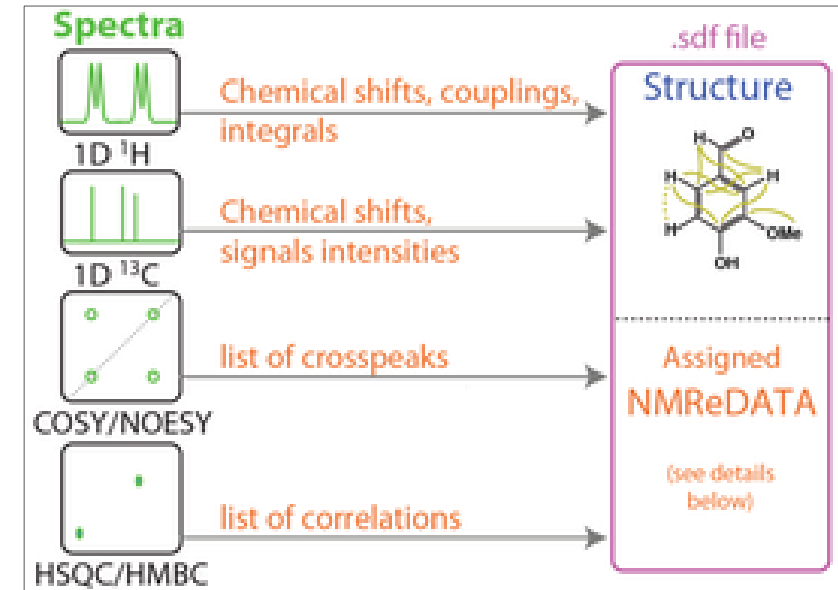 Spectra
.sdf file
Chemical shifts, couplings,
integrals
1D ¹H
Structure
H
O
H
H
H
OMe
OH
Chemical shifts,
signals intensities
1D ¹³C
list of crosspeaks
COSY/NOESY
Assigned
NMReDATA
(see details
below)
list of correlations
HSQC/HMBC